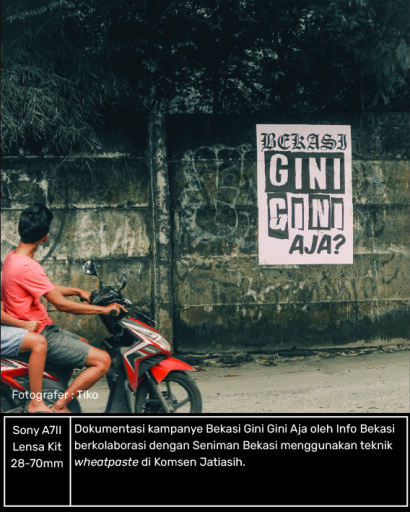 BEKASI
GINI
GINI
AJA?
Fotografer : Tiko
Sony A7II
Lensa Kit
28-70mm
Dokumentasi kampanye Bekasi Gini Gini Aja oleh Info Bekasi
berkolaborasi dengan Seniman Bekasi menggunakan teknik
wheatpaste di Komsen Jatiasih.